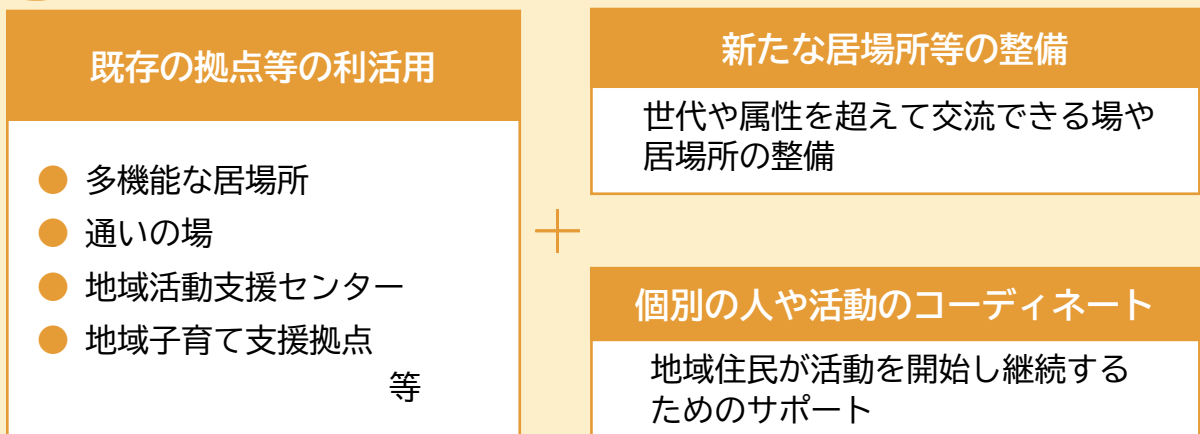 既存の拠点等の利活用
● 多機能な居場所
● 通いの場
● 地域活動支援センター
● 地域子育て支援拠点
等
＋
新たな居場所等の整備
世代や属性を超えて交流できる場や
居場所の整備
個別の人や活動のコーディネート
地域住民が活動を開始し継続する
ためのサポート